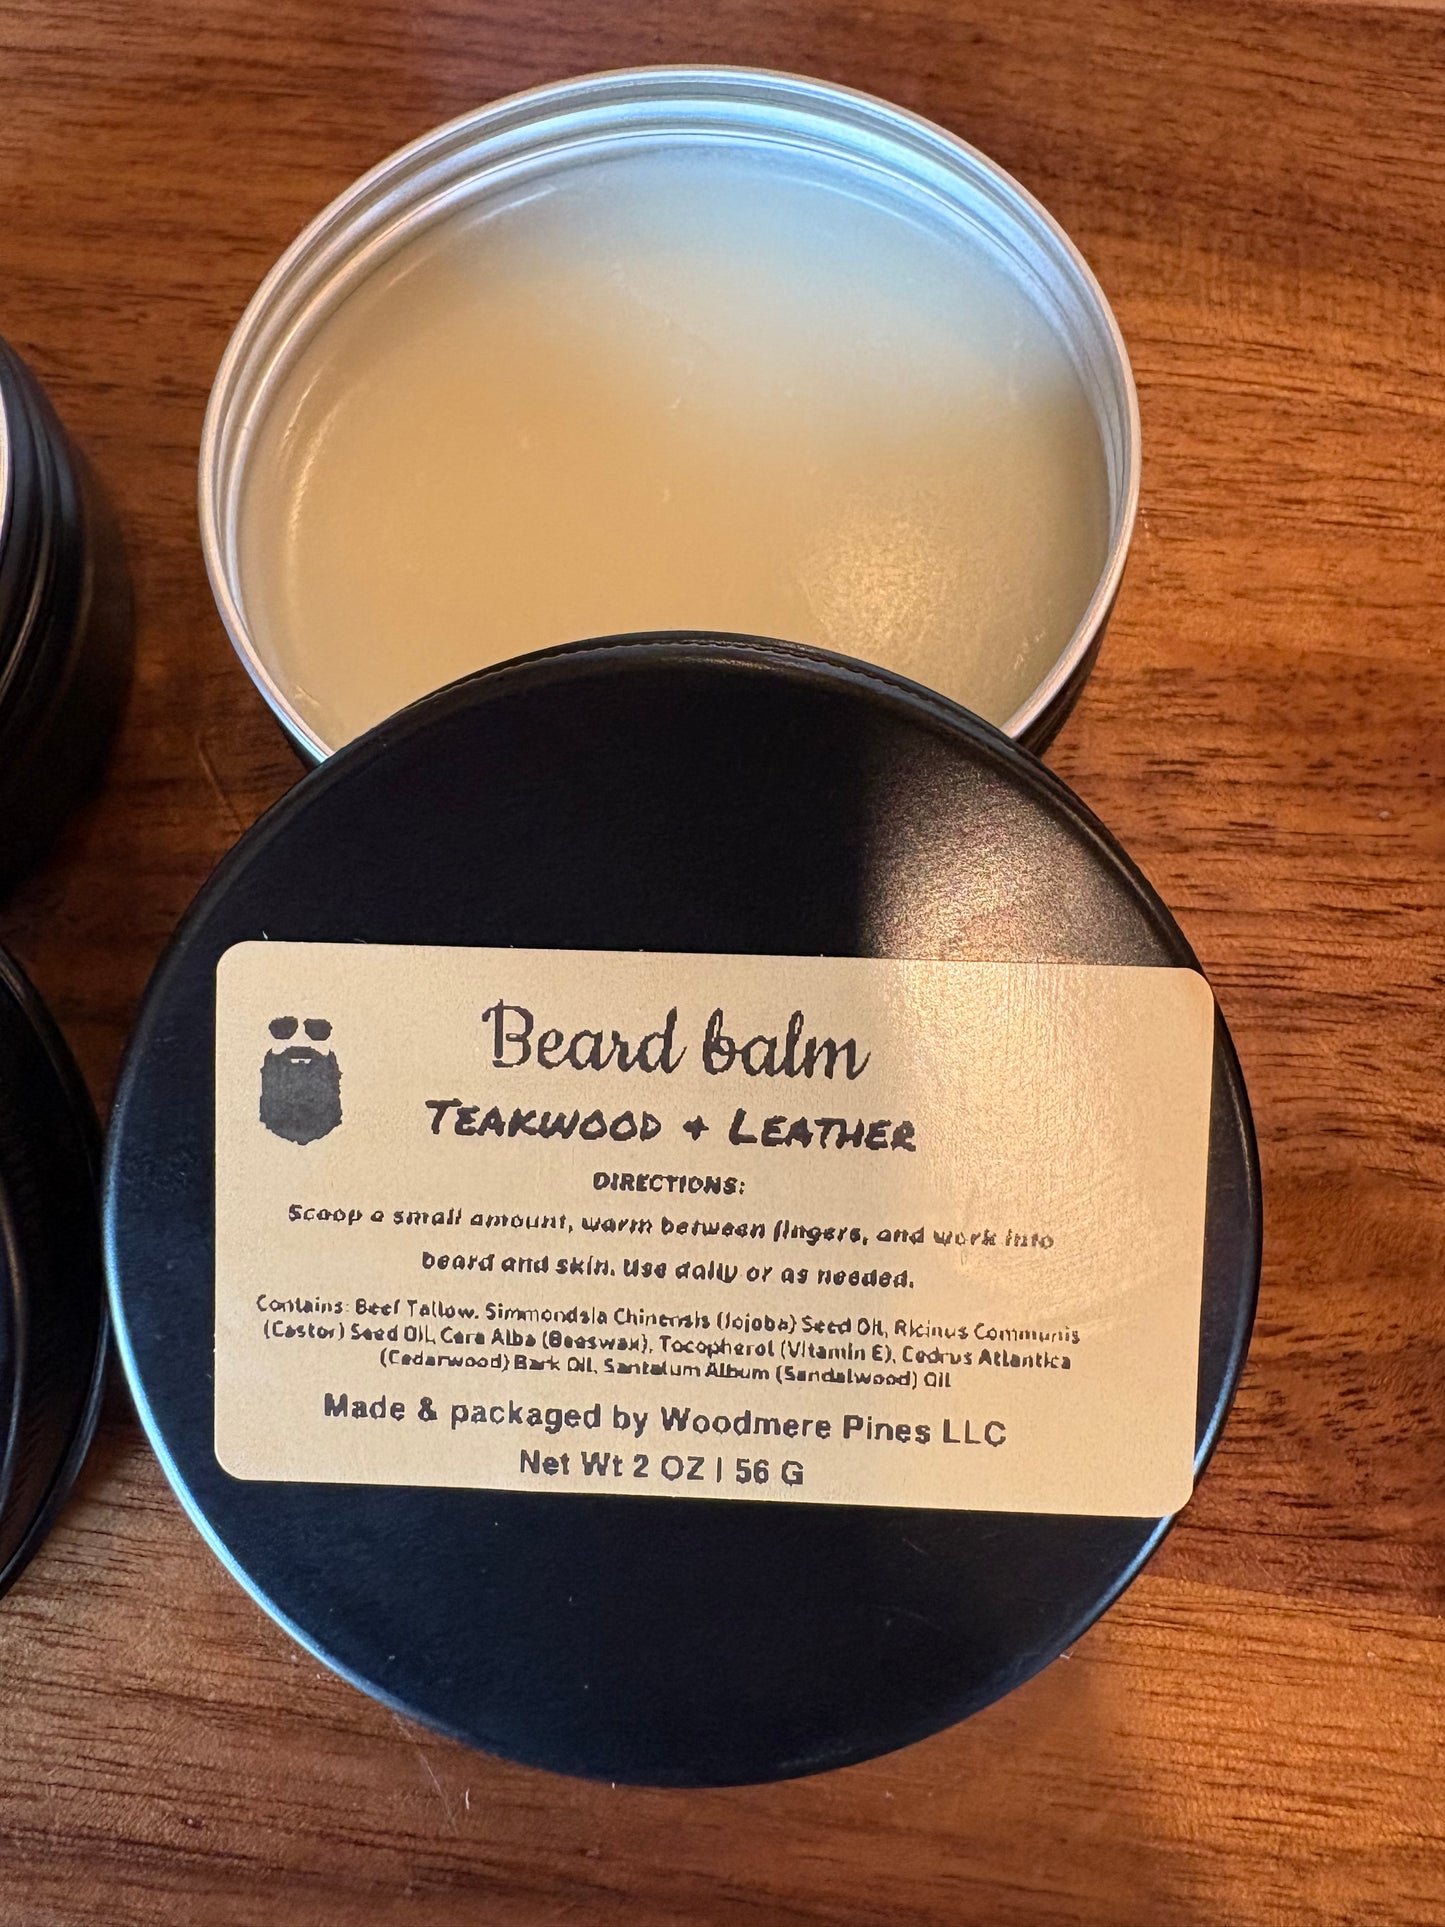 Beard balm
TEAKWOOD + LEATHER
DIRECTIONS:
Scoop a small amount, warm between fingers, and work into
beard and skin. Use daily or as needed.
Contains: Beef Tallow, Simmondsia Chinensis (Jojoba) Seed Oil, Ricinus Communis
(Castor) Seed Oil, Cera Alba (Beeswax), Tocopherol (Vitamin E), Cedrus Atlantica
(Cedarwood) Bark Oil, Santalum Album (Sandalwood) Oil
Made & packaged by Woodmere Pines LLC
Net Wt 2 OZ | 56 G